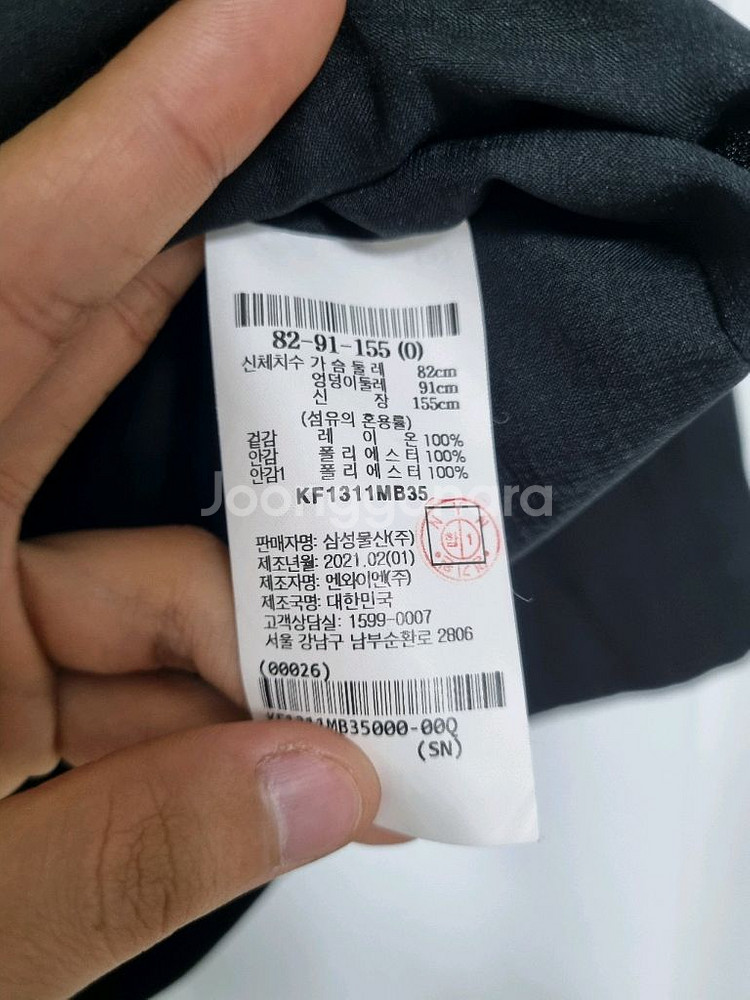 82-91-155 (0)
신체치수 가 슴 둘 레 82cm
엉덩이둘레 91cm
신 장 155cm
(섬유의 혼용률)
겉감 레 이 온 100%
안감 폴 리 에 스 터 100%
안감1 폴 리 에 스 터 100%
KF1311MB35
Joonggonara
판매자명: 삼성물산(주)
제조년월: 2021.02(01)
제조자명: 엔와이엔(주)
제조국명: 대한민국
고객상담실: 1599-0007
서울 강남구 남부순환로 2806
(00026)
KF1311MB35000-00Q
(SN)